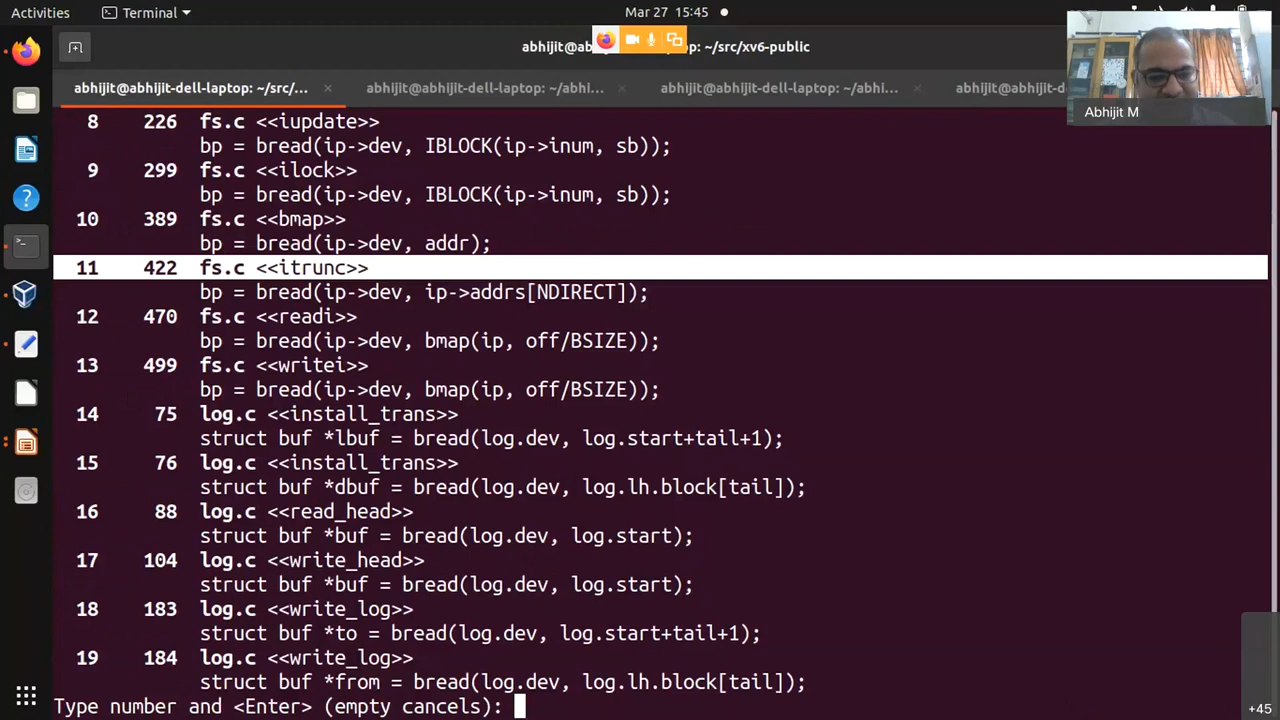 Activities
Terminal
Mar 27 15:45
abhijit@abhijit-dell-laptop: ~/src/xv6-public
abhijit@abhijit-dell-laptop: ~/src/...
abhijit@abhijit-dell-laptop: ~/abhi...
abhijit@abhijit-dell-laptop: ~/abhi...
abhijit@abhijit-dell-l
Abhijit M
8 226 fs.c <<iupdate>>
bp = bread(ip->dev, IBLOCK(ip->inum, sb));
9 299 fs.c <<ilock>>
bp = bread(ip->dev, IBLOCK(ip->inum, sb));
10 389 fs.c <<bmap>>
bp = bread(ip->dev, addr);
11 422 fs.c <<itrunc>>
bp = bread(ip->dev, ip->addrs[NDIRECT]);
12 470 fs.c <<readi>>
bp = bread(ip->dev, bmap(ip, off/BSIZE));
13 499 fs.c <<writei>>
bp = bread(ip->dev, bmap(ip, off/BSIZE));
14 75 log.c <<install_trans>>
struct buf *lbuf = bread(log.dev, log.start+tail+1);
15 76 log.c <<install_trans>>
struct buf *dbuf = bread(log.dev, log.lh.block[tail]);
16 88 log.c <<read_head>>
struct buf *buf = bread(log.dev, log.start);
17 104 log.c <<write_head>>
struct buf *buf = bread(log.dev, log.start);
18 183 log.c <<write_log>>
struct buf *to = bread(log.dev, log.start+tail+1);
19 184 log.c <<write_log>>
struct buf *from = bread(log.dev, log.lh.block[tail]);
Type number and <Enter> (empty cancels):
+45